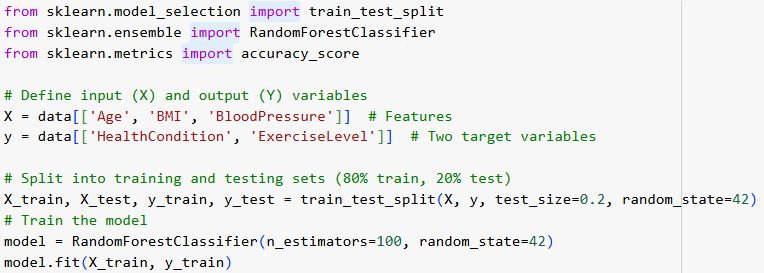 from sklearn.model_selection import train_test_split
from sklearn.ensemble import RandomForestClassifier
from sklearn.metrics import accuracy_score
# Define input (X) and output (Y) variables
X = data[['Age', 'BMI', 'BloodPressure']]  # Features
y = data[['HealthCondition', 'ExerciseLevel']]  # Two target variables
# Split into training and testing sets (80% train, 20% test)
X_train, X_test, y_train, y_test = train_test_split(X, y, test_size=0.2, random_state=42)
# Train the model
model = RandomForestClassifier(n_estimators=100, random_state=42)
model.fit(X_train, y_train)